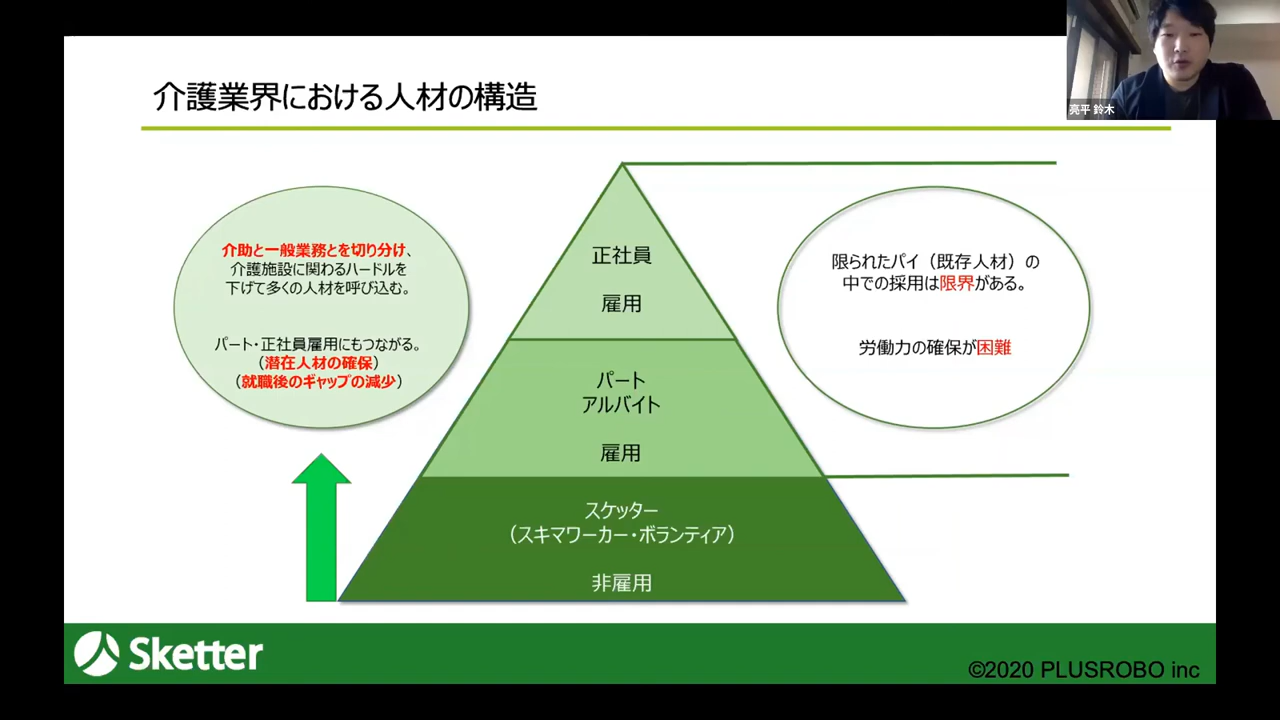 介護業界における人材の構造
亮平 鈴木
介助と一般業務とを切り分け、
介護施設に関わるハードルを
下げて多くの人材を呼び込む。
パート・正社員雇用にもつながる。
（潜在人材の確保）
（就職後のギャップの減少）
正社員
雇用
パート
アルバイト
雇用
スケッター
（スキマワーカー・ボランティア）
非雇用
限られたパイ（既存人材）の
中での採用は限界がある。
労働力の確保が困難
Sketter
©2020 PLUSROBO inc